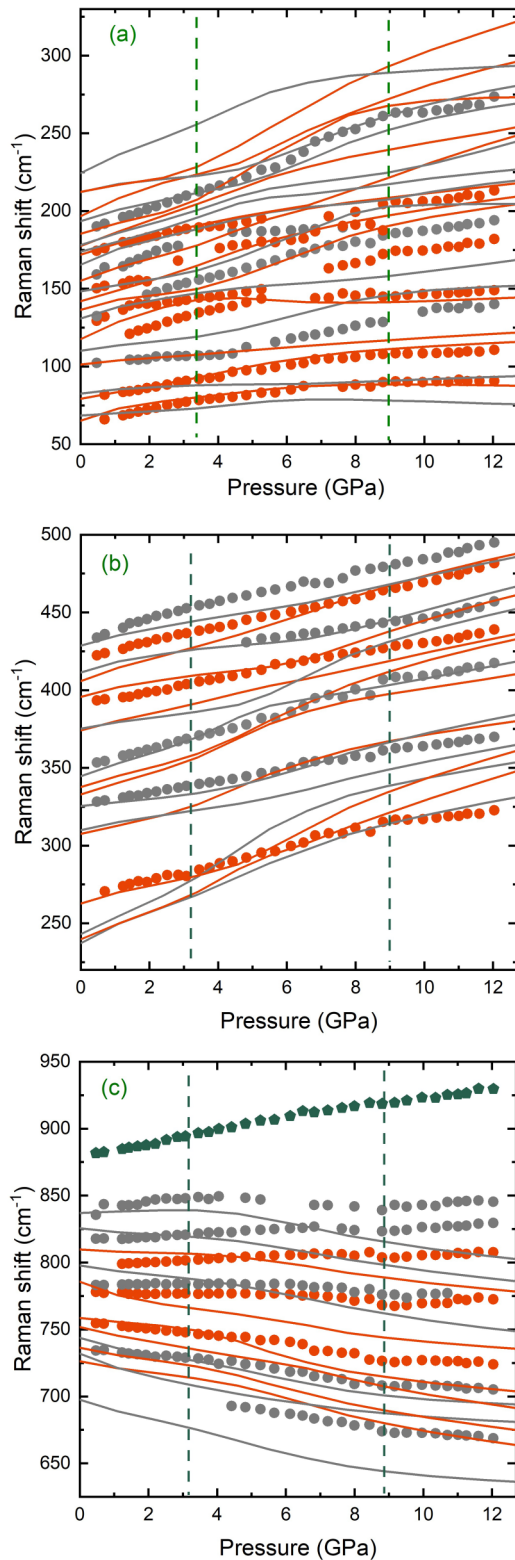 (a)
300
250
200
150
100
50
Raman shift (cm⁻¹)
0 2 4 6 8 10 12
Pressure (GPa)
(b)
500
450
400
350
300
250
Raman shift (cm⁻¹)
0 2 4 6 8 10 12
Pressure (GPa)
(c)
950
900
850
800
750
700
650
Raman shift (cm⁻¹)
0 2 4 6 8 10 12
Pressure (GPa)